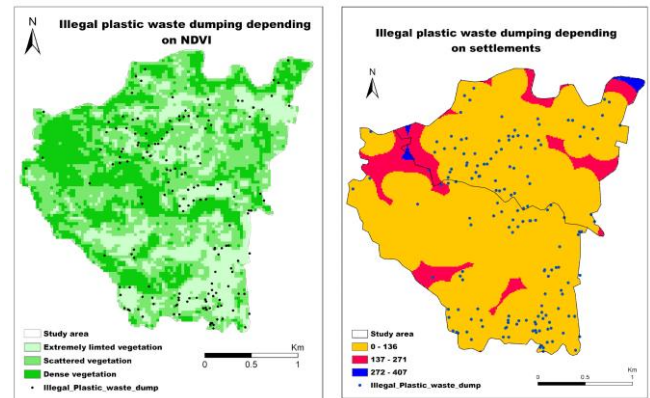 N
Illegal plastic waste dumping depending
on NDVI
Study area
Extremely limted vegetation
Scattered vegetation
Dense vegetation
Illegal_Plastic_waste_dump
Km
0 0.5 1
Illegal plastic waste dumping depending
on settlements
N
Study area
0 - 136
137 - 271
272 - 407
Illegal_Plastic_waste_dump
Km
0 0.5 1